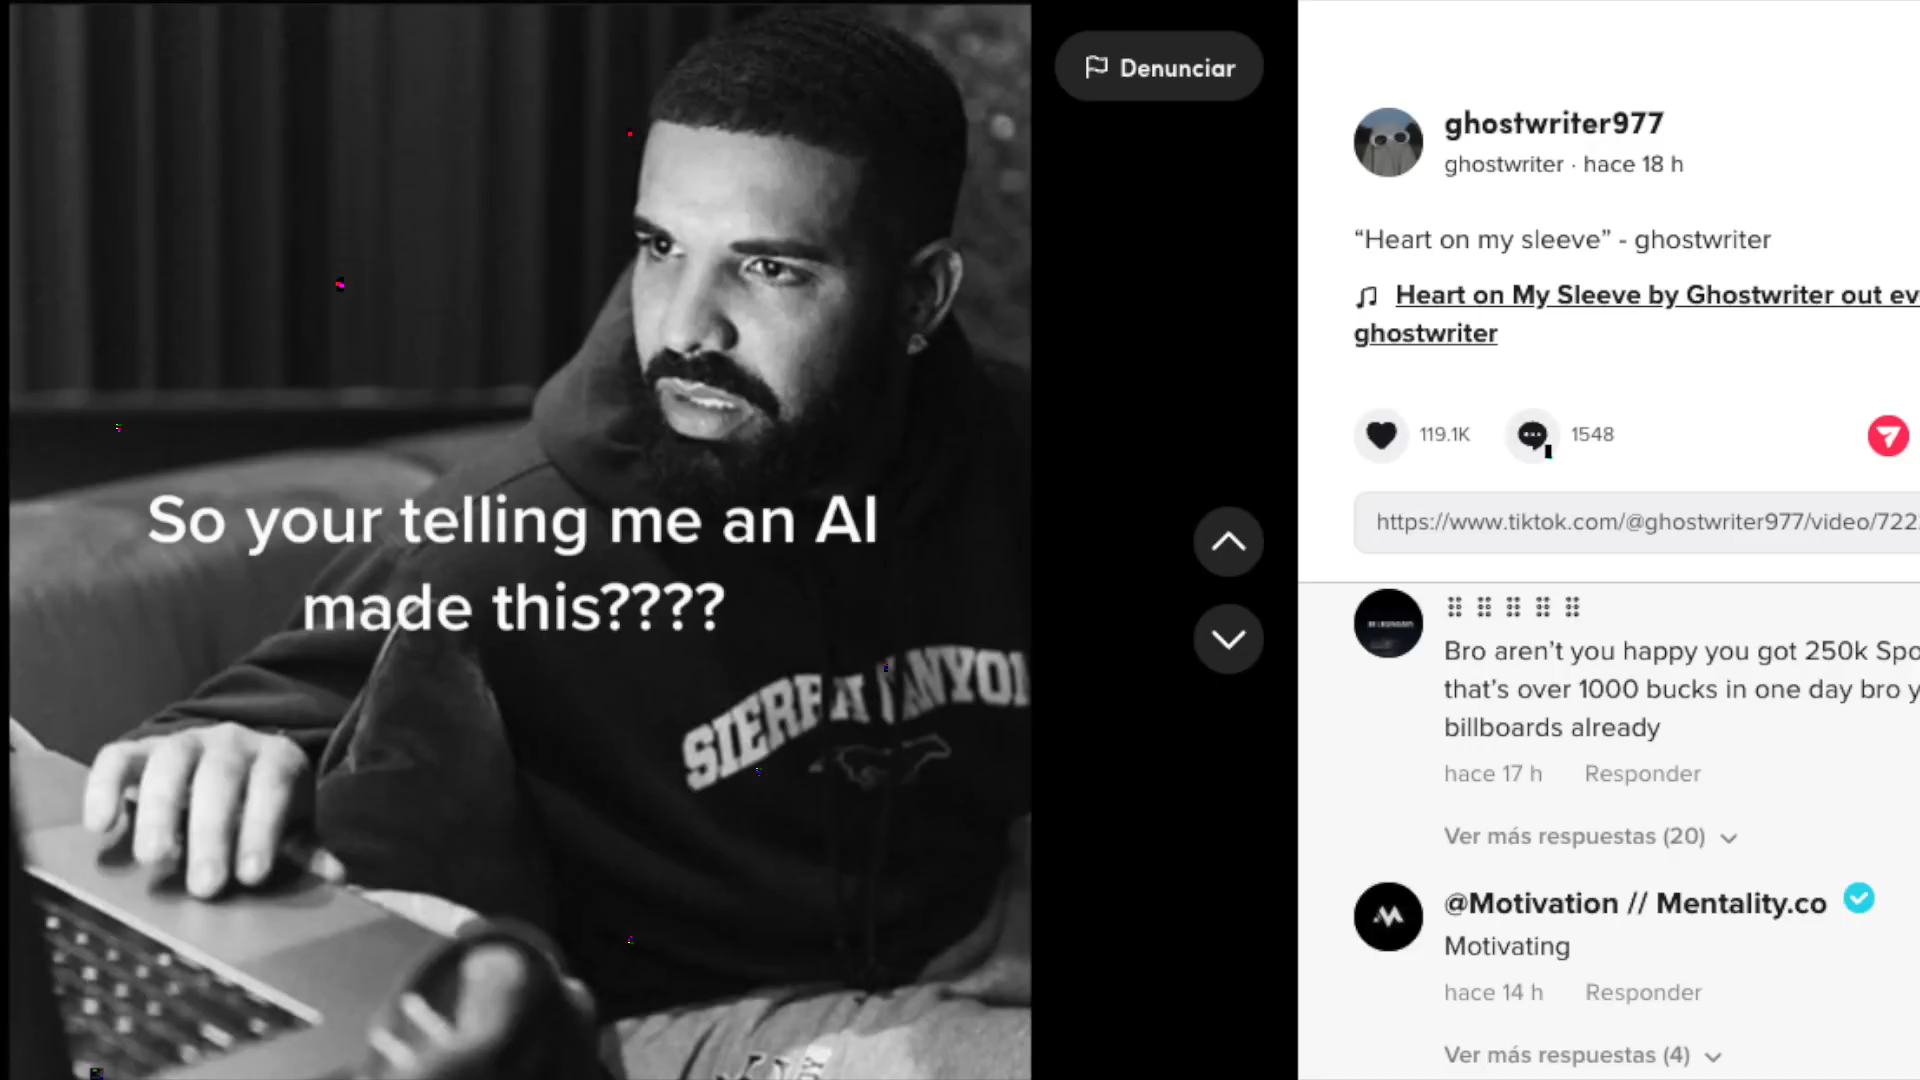 So your telling me an AI
made this????
SIERRA CANYON
Denunciar
ghostwriter977
ghostwriter · hace 18 h
“Heart on my sleeve” - ghostwriter
Heart on My Sleeve by Ghostwriter out ev
ghostwriter
119.1K 1548
https://www.tiktok.com/@ghostwriter977/video/722
Bro aren’t you happy you got 250k Spo
that’s over 1000 bucks in one day bro y
billboards already
hace 17 h Responder
Ver más respuestas (20)
@Motivation // Mentality.co
Motivating
hace 14 h Responder
Ver más respuestas (4)